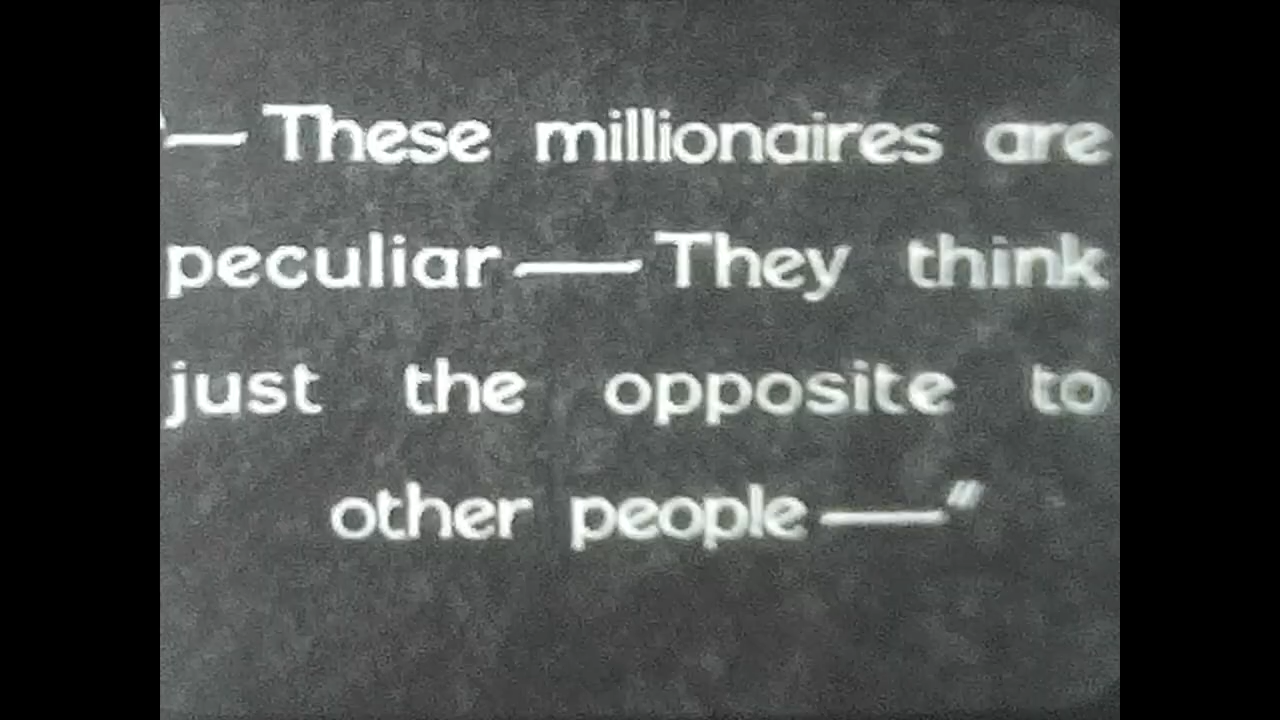 "— These millionaires are
peculiar — They think
just the opposite to
other people —"